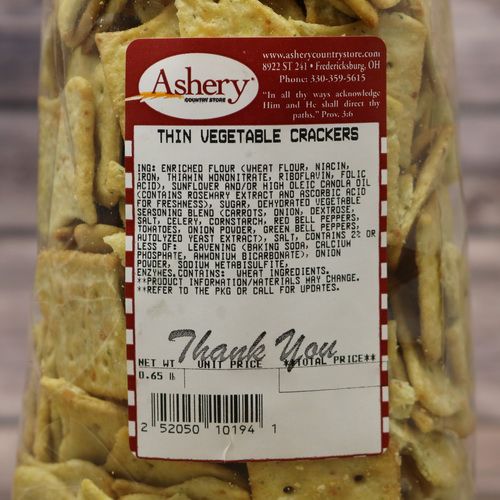 Ashery
COUNTRY STORE
www.asherycountrystore.com
8922 ST 241 • Fredericksburg, OH
Phone: 330-359-5615
"In all thy ways acknowledge
Him and He shall direct thy
paths." Prov. 3:6
THIN VEGETABLE CRACKERS
ING: ENRICHED FLOUR (WHEAT FLOUR, NIACIN,
IRON, THIAMIN MONONITRATE, RIBOFLAVIN, FOLIC
ACID), SUNFLOWER AND/OR HIGH OLEIC CANOLA OIL
(CONTAINS ROSEMARY EXTRACT AND ASCORBIC ACID
FOR FRESHNESS), SUGAR, DEHYDRATED VEGETABLE
SEASONING BLEND (CARROTS, ONION, DEXTROSE,
SALT, CELERY, CORNSTARCH, RED BELL PEPPERS,
TOMATOES, ONION POWDER, GREEN BELL PEPPERS,
AUTOLYZED YEAST EXTRACT), SALT, CONTAINS 2% OR
LESS OF: LEAVENING (BAKING SODA, CALCIUM
PHOSPHATE, AMMONIUM BICARBONATE), ONION
POWDER, SODIUM METABISULFITE,
ENZYMES.CONTAINS: WHEAT INGREDIENTS.
**PRODUCT INFORMATION/MATERIALS MAY CHANGE.
**REFER TO THE PKG OR CALL FOR UPDATES.
Thank You
NET WT UNIT PRICE **TOTAL PRICE**
0.65 lb
2 52050 10194 1